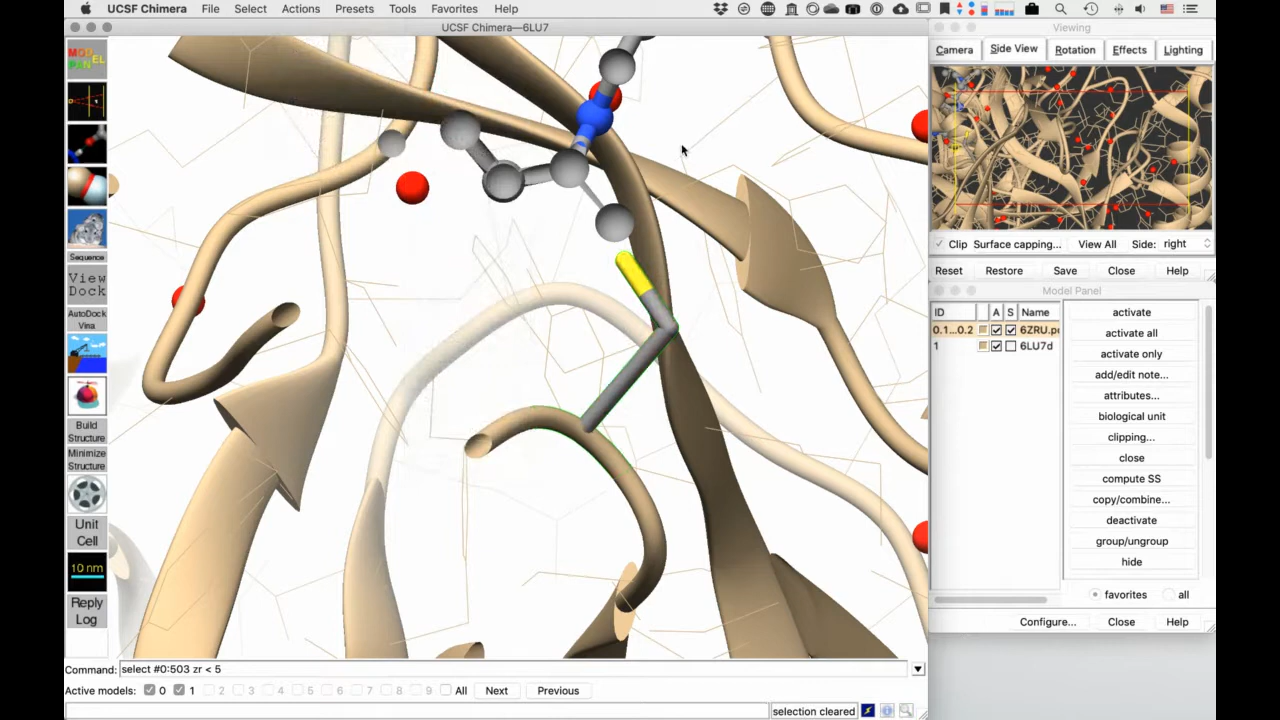 UCSF Chimera File Select Actions Presets Tools Favorites Help
UCSF Chimera—6LU7
Sequence
View
Dock
AutoDock
Vina
Build
Structure
Minimize
Structure
Unit
Cell
10 nm
Reply
Log
Command: select #0:503 zr < 5
Active models: 0 1 2 3 4 5 6 7 8 9 All Next Previous
selection cleared
Viewing
Camera Side View Rotation Effects Lighting
Clip Surface capping... View All Side: right
Reset Restore Save Close Help
Model Panel
ID A S Name
0.1...0.2 6ZRU.p
1 6LU7d
activate
activate all
activate only
add/edit note...
attributes...
biological unit
clipping...
close
compute SS
copy/combine...
deactivate
group/ungroup
hide
favorites all
Configure... Close Help